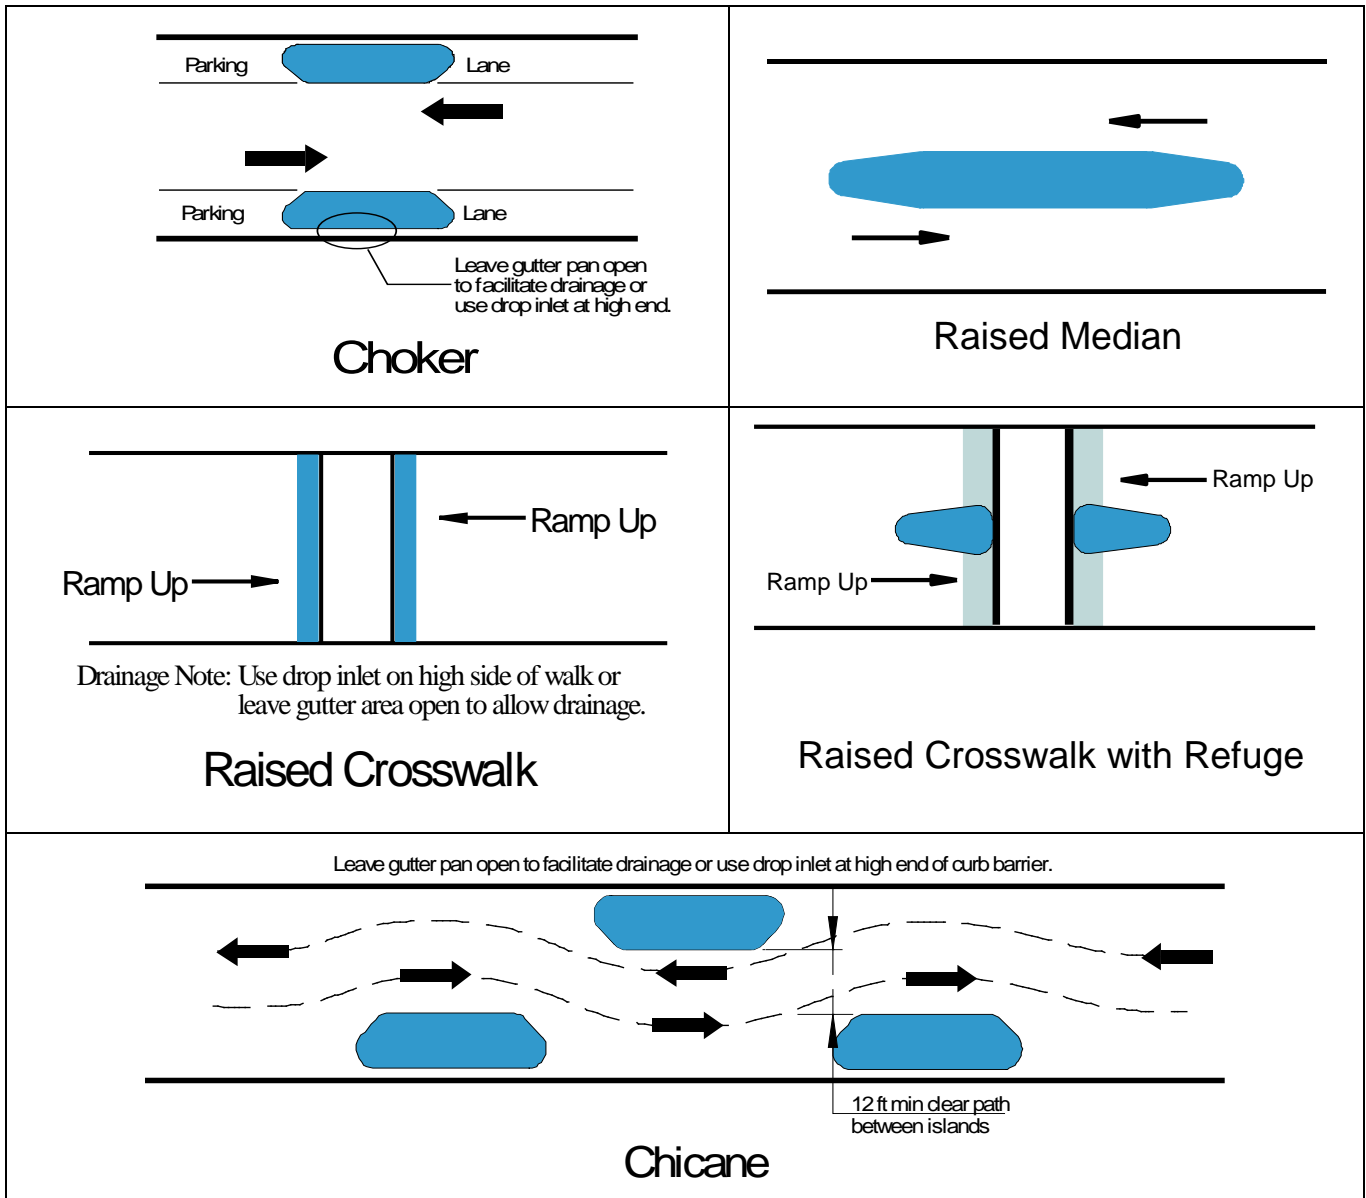 Parking
Lane
Parking
Lane
Leave gutter pan open
to facilitate drainage or
use drop inlet at high end.
Choker
Raised Median
Ramp Up
Ramp Up
Drainage Note: Use drop inlet on high side of walk or
leave gutter area open to allow drainage.
Raised Crosswalk
Ramp Up
Ramp Up
Raised Crosswalk with Refuge
Leave gutter pan open to facilitate drainage or use drop inlet at high end of curb barrier.
12 ft min clear path
between islands
Chicane